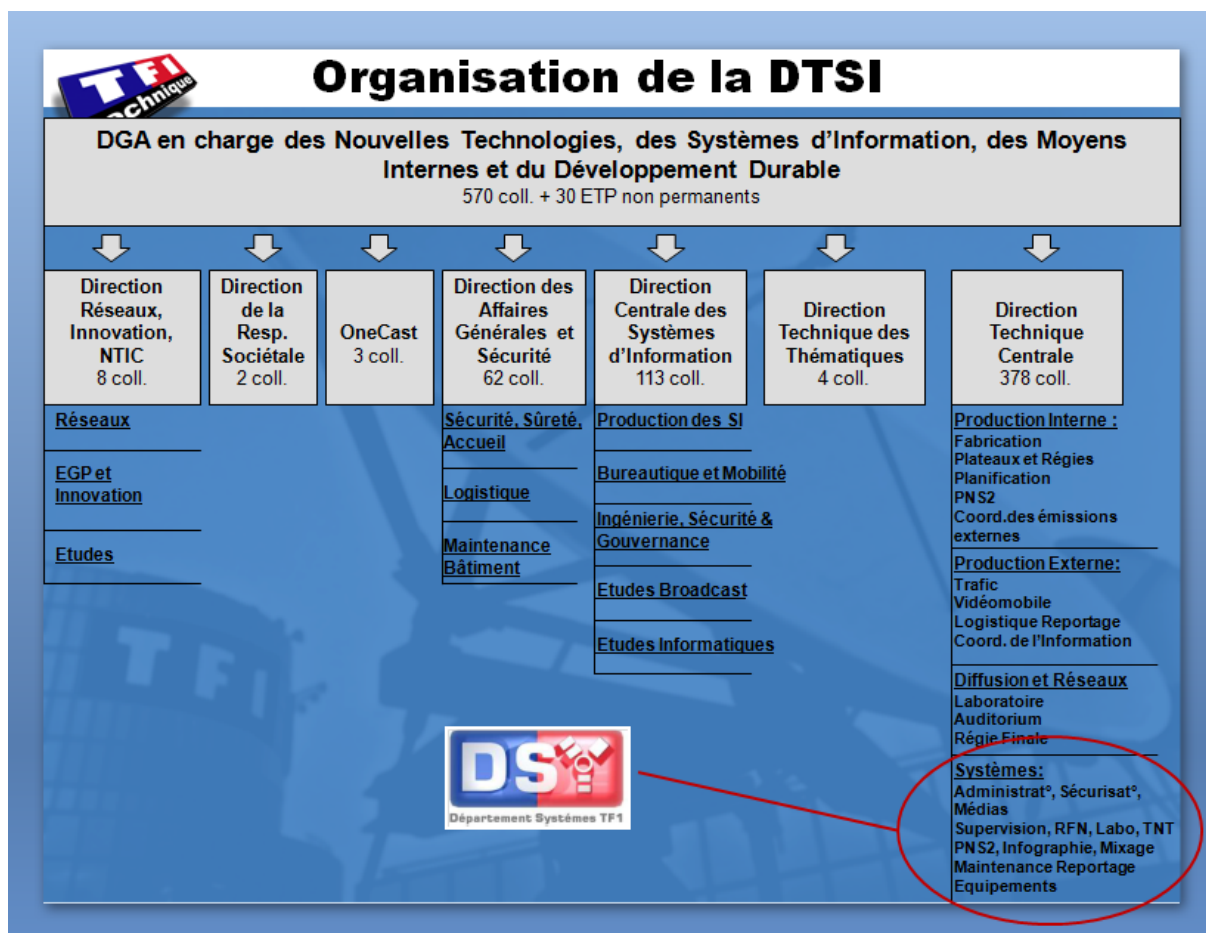 TF1
Technique
Organisation de la DTSI
DGA en charge des Nouvelles Technologies, des Systèmes d'Information, des Moyens
Internes et du Développement Durable
570 coll. + 30 ETP non permanents
Direction
Réseaux,
Innovation,
NTIC
8 coll.
Direction
de la
Resp.
Sociétale
2 coll.
OneCast
3 coll.
Direction des
Affaires
Générales et
Sécurité
62 coll.
Direction
Centrale des
Systèmes
d'Information
113 coll.
Direction
Technique des
Thématiques
4 coll.
Direction
Technique
Centrale
378 coll.
Réseaux
EGP et
Innovation
Etudes
Sécurité, Sûreté,
Accueil
Logistique
Maintenance
Bâtiment
Production des SI
Bureautique et Mobilité
Ingénierie, Sécurité &
Gouvernance
Etudes Broadcast
Etudes Informatiques
Production Interne :
Fabrication
Plateaux et Régies
Planification
PNS2
Coord.des émissions
externes
Production Externe:
Trafic
Vidéomobile
Logistique Reportage
Coord. de l'Information
Diffusion et Réseaux
Laboratoire
Auditorium
Régie Finale
Systèmes:
Administrat°, Sécurisat°,
Médias
Supervision, RFN, Labo, TNT
PNS2, Infographie, Mixage
Maintenance Reportage
Equipements
DSY
Département Systèmes TF1
TF1